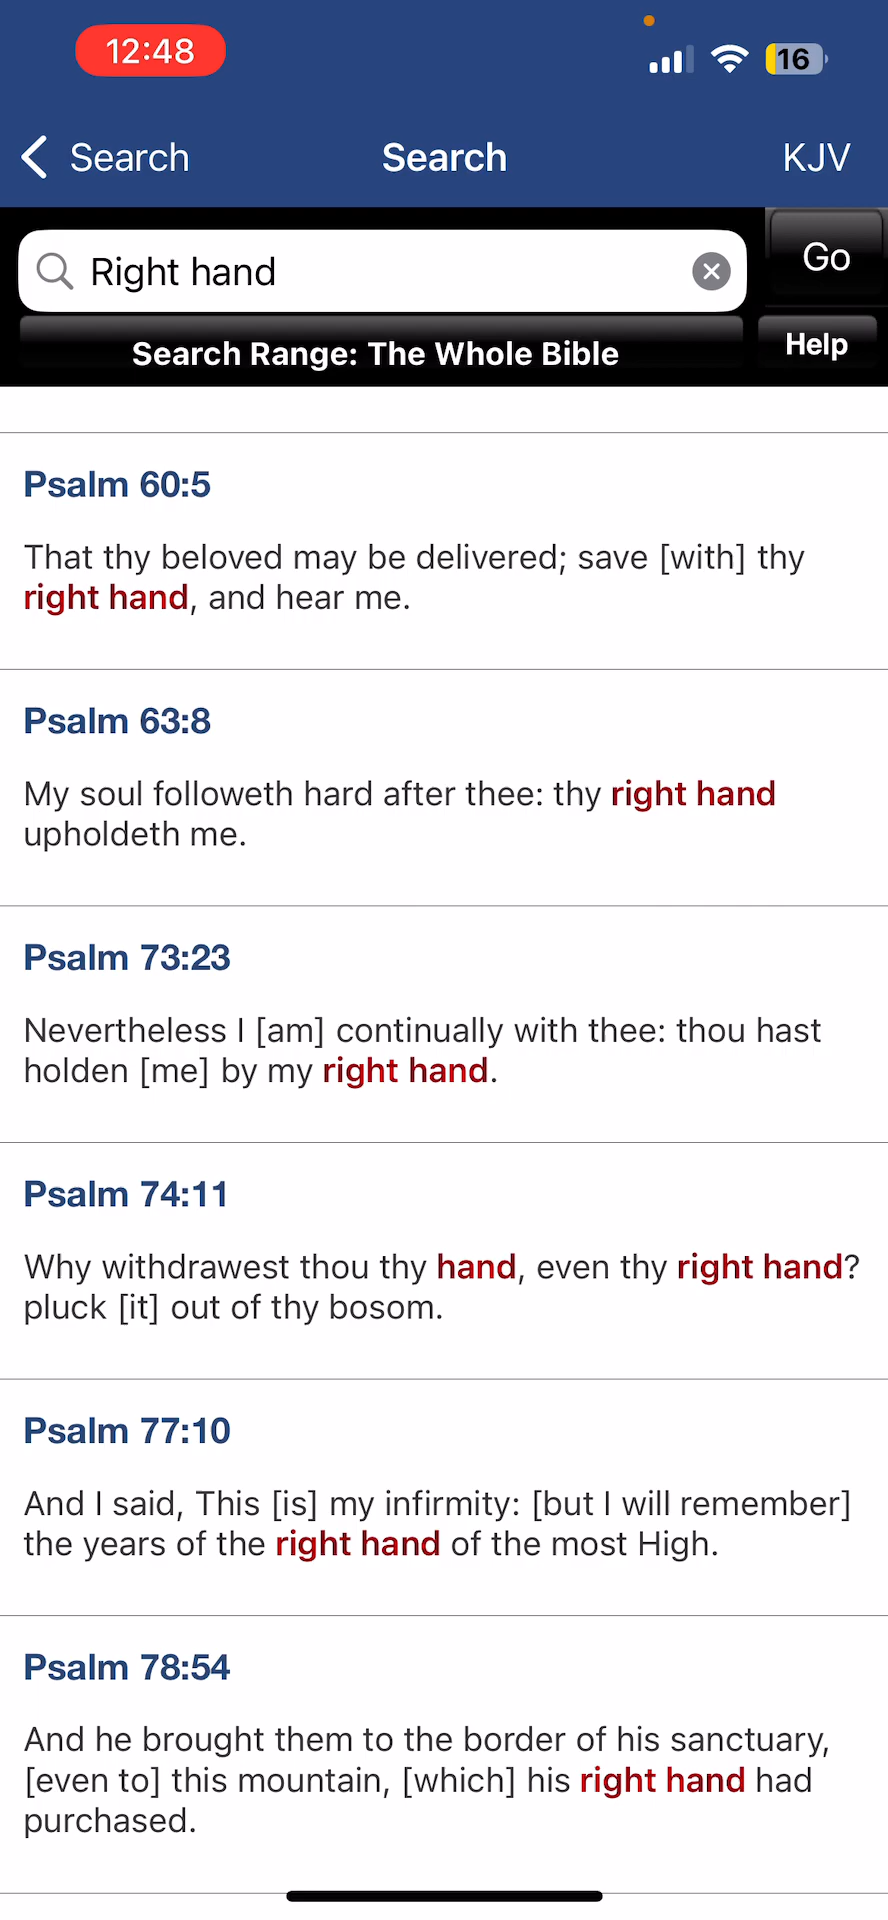 12:48
16
Search
Search
KJV
Right hand
Go
Search Range: The Whole Bible
Help
Psalm 60:5
That thy beloved may be delivered; save [with] thy
right hand, and hear me.
Psalm 63:8
My soul followeth hard after thee: thy right hand
upholdeth me.
Psalm 73:23
Nevertheless I [am] continually with thee: thou hast
holden [me] by my right hand.
Psalm 74:11
Why withdrawest thou thy hand, even thy right hand?
pluck [it] out of thy bosom.
Psalm 77:10
And I said, This [is] my infirmity: [but I will remember]
the years of the right hand of the most High.
Psalm 78:54
And he brought them to the border of his sanctuary,
[even to] this mountain, [which] his right hand had
purchased.